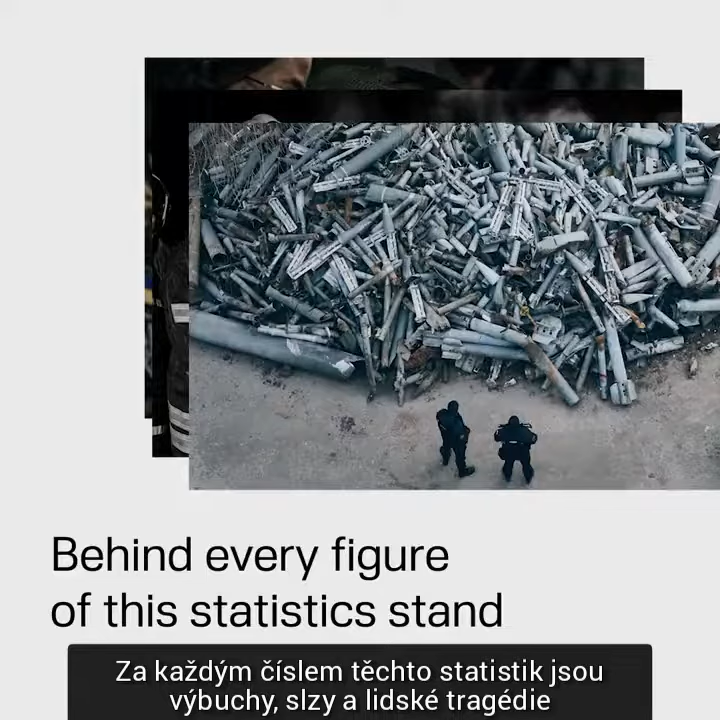 Behind every figure
of this statistics stand
Za každým číslem těchto statistik jsou
výbuchy, slzy a lidské tragédie